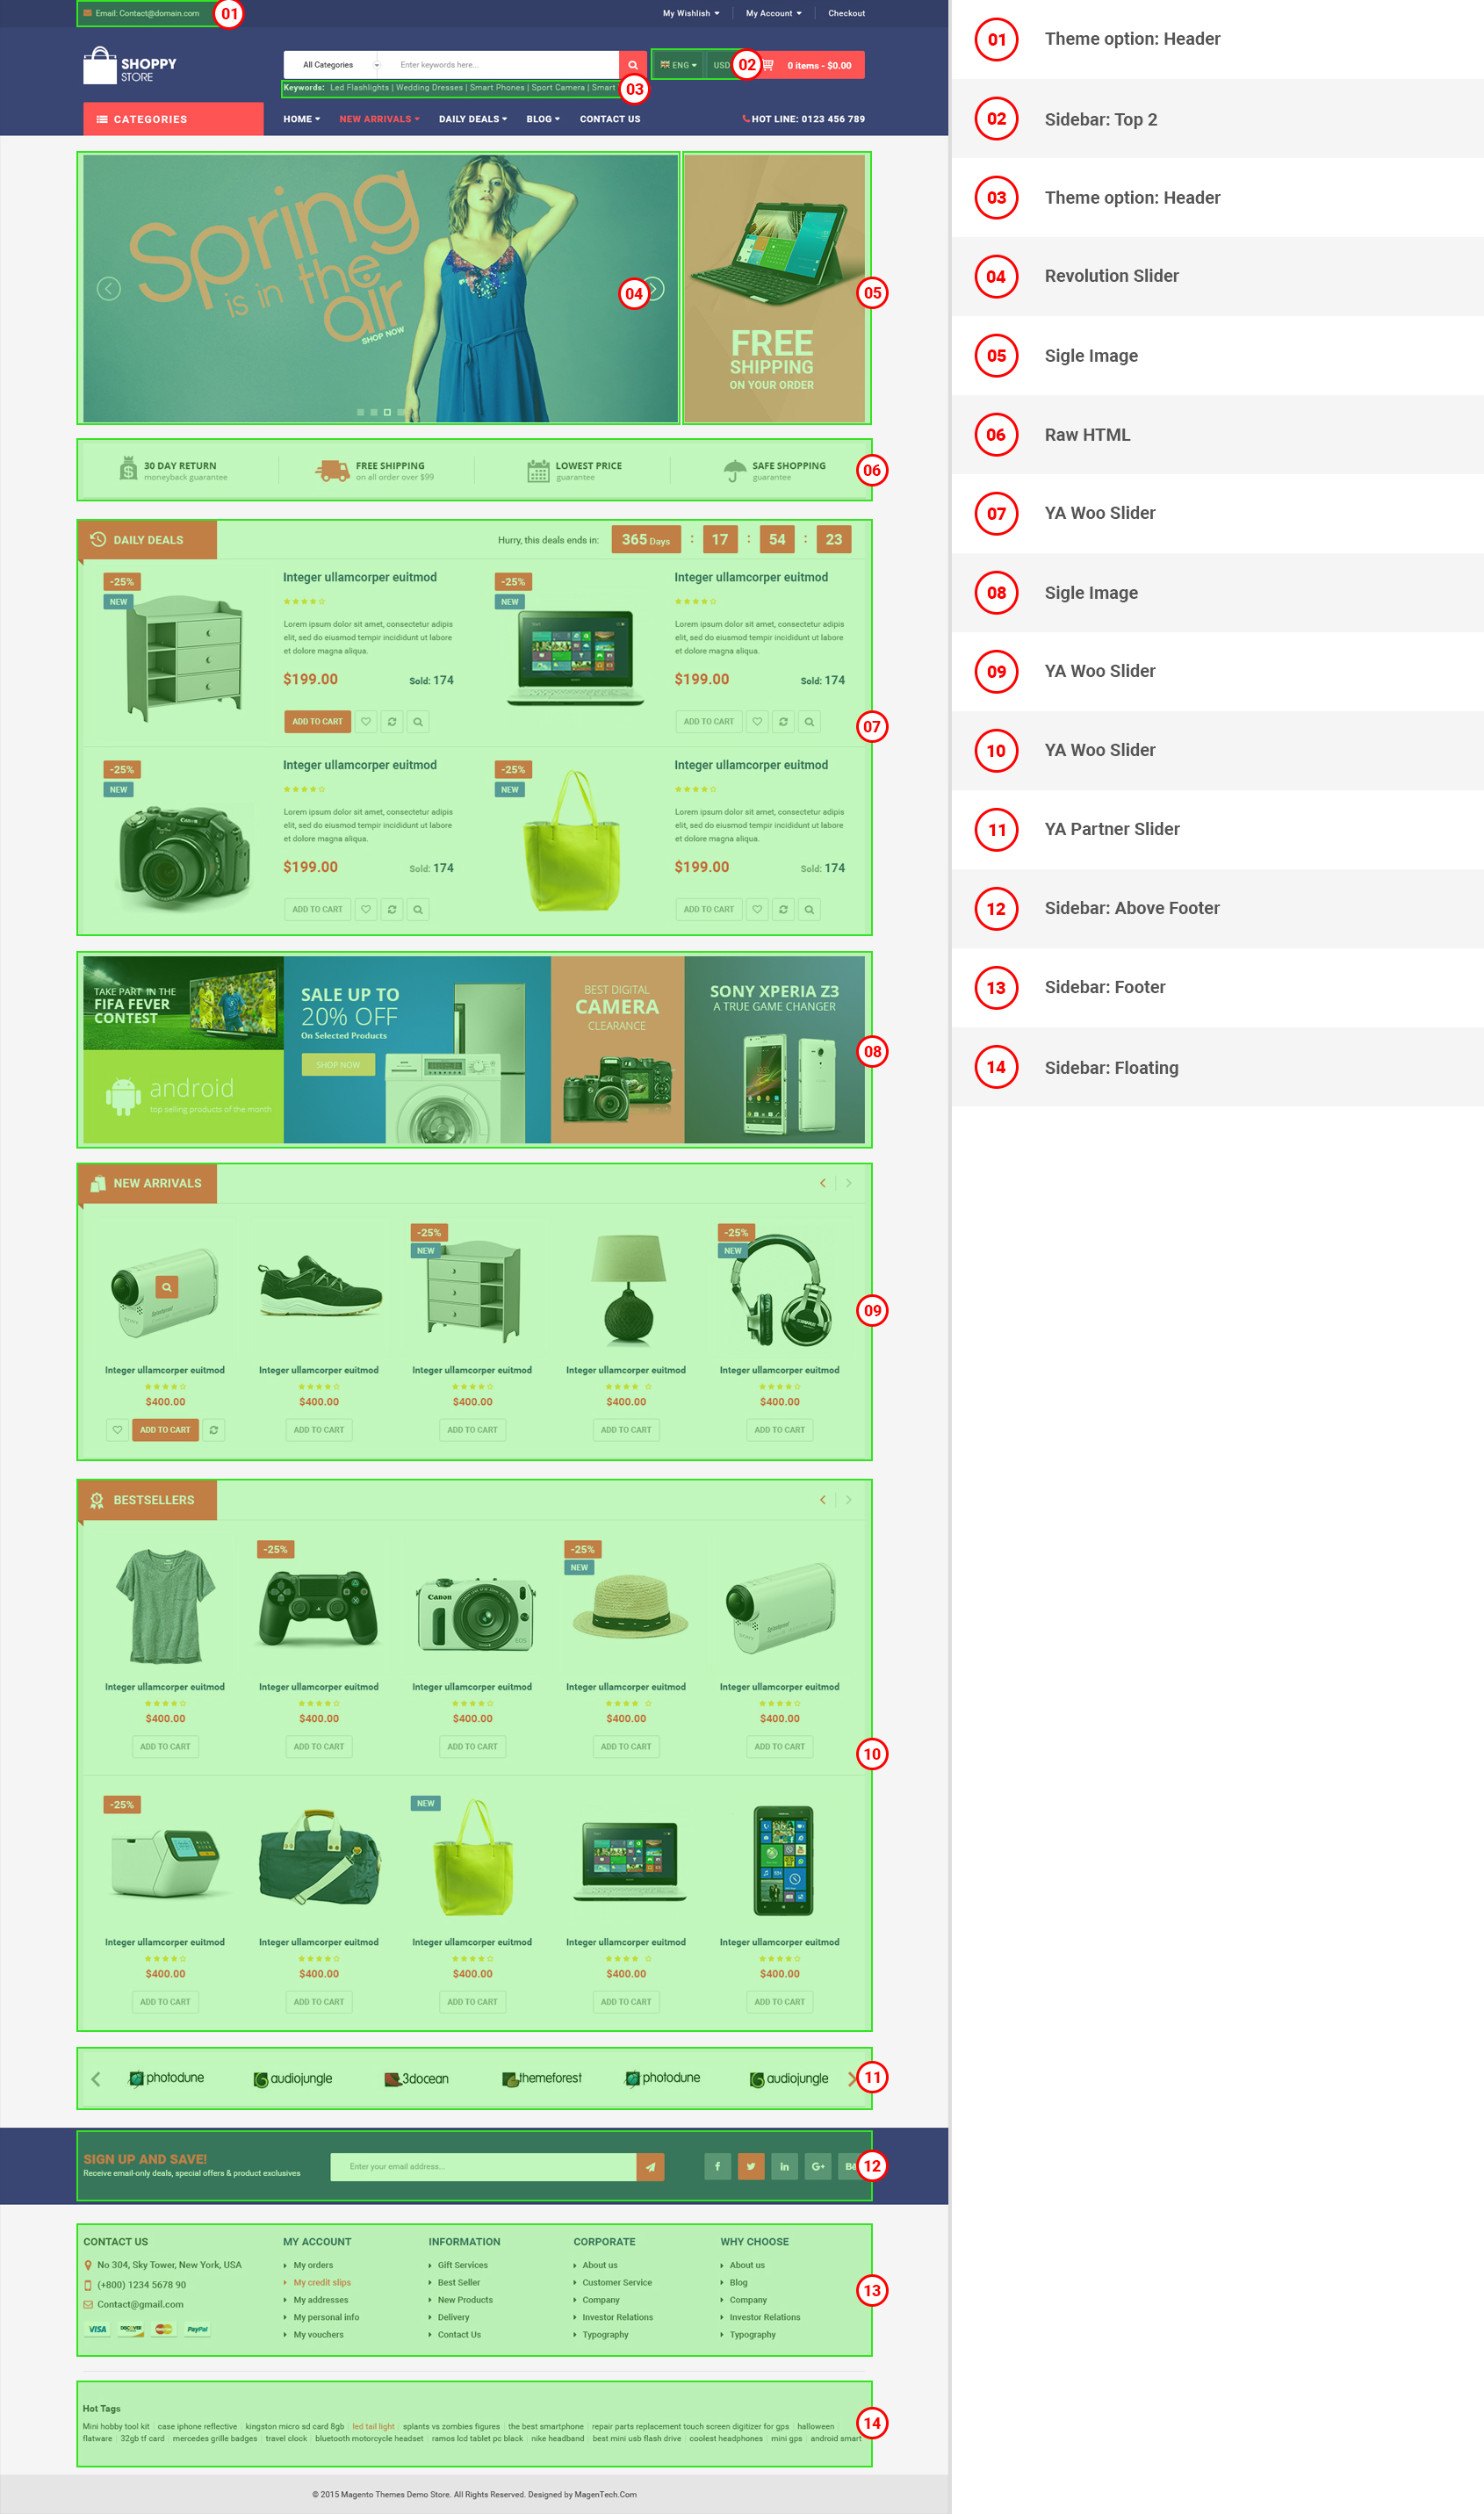 Email: Contact@domain.com
01
My Wishlish
My Account
Checkout
SHOPPY
STORE
All Categories
Enter keywords here...
ENG
USD
02
0 items - $0.00
Keywords: Led Flashlights | Wedding Dresses | Smart Phones | Sport Camera | Smart
03
CATEGORIES
HOME
NEW ARRIVALS
DAILY DEALS
BLOG
CONTACT US
HOT LINE: 0123 456 789
Spring
is in the
air
SHOP NOW
04
FREE
SHIPPING
ON YOUR ORDER
05
30 DAY RETURN
moneyback guarantee
FREE SHIPPING
on all order over $99
LOWEST PRICE
guarantee
SAFE SHOPPING
guarantee
06
DAILY DEALS
Hurry, this deals ends in:
365 Days : 17 : 54 : 23
-25%
NEW
Integer ullamcorper euitmod
Lorem ipsum dolor sit amet, consectetur adipis
elit, sed do eiusmod tempir incididunt ut labore
et dolore magna aliqua.
$199.00
Sold: 174
ADD TO CART
-25%
NEW
Integer ullamcorper euitmod
Lorem ipsum dolor sit amet, consectetur adipis
elit, sed do eiusmod tempir incididunt ut labore
et dolore magna aliqua.
$199.00
Sold: 174
ADD TO CART
07
-25%
NEW
Integer ullamcorper euitmod
Lorem ipsum dolor sit amet, consectetur adipis
elit, sed do eiusmod tempir incididunt ut labore
et dolore magna aliqua.
$199.00
Sold: 174
ADD TO CART
-25%
NEW
Integer ullamcorper euitmod
Lorem ipsum dolor sit amet, consectetur adipis
elit, sed do eiusmod tempir incididunt ut labore
et dolore magna aliqua.
$199.00
Sold: 174
ADD TO CART
TAKE PART IN THE
FIFA FEVER
CONTEST
android
top selling products of the month
SALE UP TO
20% OFF
On Selected Products
SHOP NOW
BEST DIGITAL
CAMERA
CLEARANCE
SONY XPERIA Z3
A TRUE GAME CHANGER
08
NEW ARRIVALS
-25%
NEW
-25%
NEW
09
Integer ullamcorper euitmod
Integer ullamcorper euitmod
Integer ullamcorper euitmod
Integer ullamcorper euitmod
Integer ullamcorper euitmod
$400.00
$400.00
$400.00
$400.00
$400.00
ADD TO CART
ADD TO CART
ADD TO CART
ADD TO CART
ADD TO CART
BESTSELLERS
-25%
Canon
EOS
-25%
NEW
Integer ullamcorper euitmod
Integer ullamcorper euitmod
Integer ullamcorper euitmod
Integer ullamcorper euitmod
Integer ullamcorper euitmod
$400.00
$400.00
$400.00
$400.00
$400.00
ADD TO CART
ADD TO CART
ADD TO CART
ADD TO CART
ADD TO CART
10
-25%
NEW
Integer ullamcorper euitmod
Integer ullamcorper euitmod
Integer ullamcorper euitmod
Integer ullamcorper euitmod
Integer ullamcorper euitmod
$400.00
$400.00
$400.00
$400.00
$400.00
ADD TO CART
ADD TO CART
ADD TO CART
ADD TO CART
ADD TO CART
photodune
audiojungle
3docean
themeforest
photodune
audiojungle
11
SIGN UP AND SAVE!
Receive email-only deals, special offers & product exclusives
Enter your email address...
12
CONTACT US
No 304, Sky Tower, New York, USA
(+800) 1234 5678 90
Contact@gmail.com
VISA
DISCOVER
PayPal
MY ACCOUNT
My orders
My credit slips
My addresses
My personal info
My vouchers
INFORMATION
Gift Services
Best Seller
New Products
Delivery
Contact Us
CORPORATE
About us
Customer Service
Company
Investor Relations
Typography
WHY CHOOSE
About us
Blog
Company
Investor Relations
Typography
13
Hot Tags
Mini hobby tool kit | case iphone reflective | kingston micro sd card 8gb | led tail light | splants vs zombies figures | the best smartphone | repair parts replacement touch screen digitizer for gps | halloween
flatware | 32gb tf card | mercedes grille badges | travel clock | bluetooth motorcycle headset | ramos lcd tablet pc black | nike headband | best mini usb flash drive | coolest headphones | mini gps | android smart
14
© 2015 Magento Themes Demo Store. All Rights Reserved. Designed by MagenTech.Com
01 Theme option: Header
02 Sidebar: Top 2
03 Theme option: Header
04 Revolution Slider
05 Sigle Image
06 Raw HTML
07 YA Woo Slider
08 Sigle Image
09 YA Woo Slider
10 YA Woo Slider
11 YA Partner Slider
12 Sidebar: Above Footer
13 Sidebar: Footer
14 Sidebar: Floating